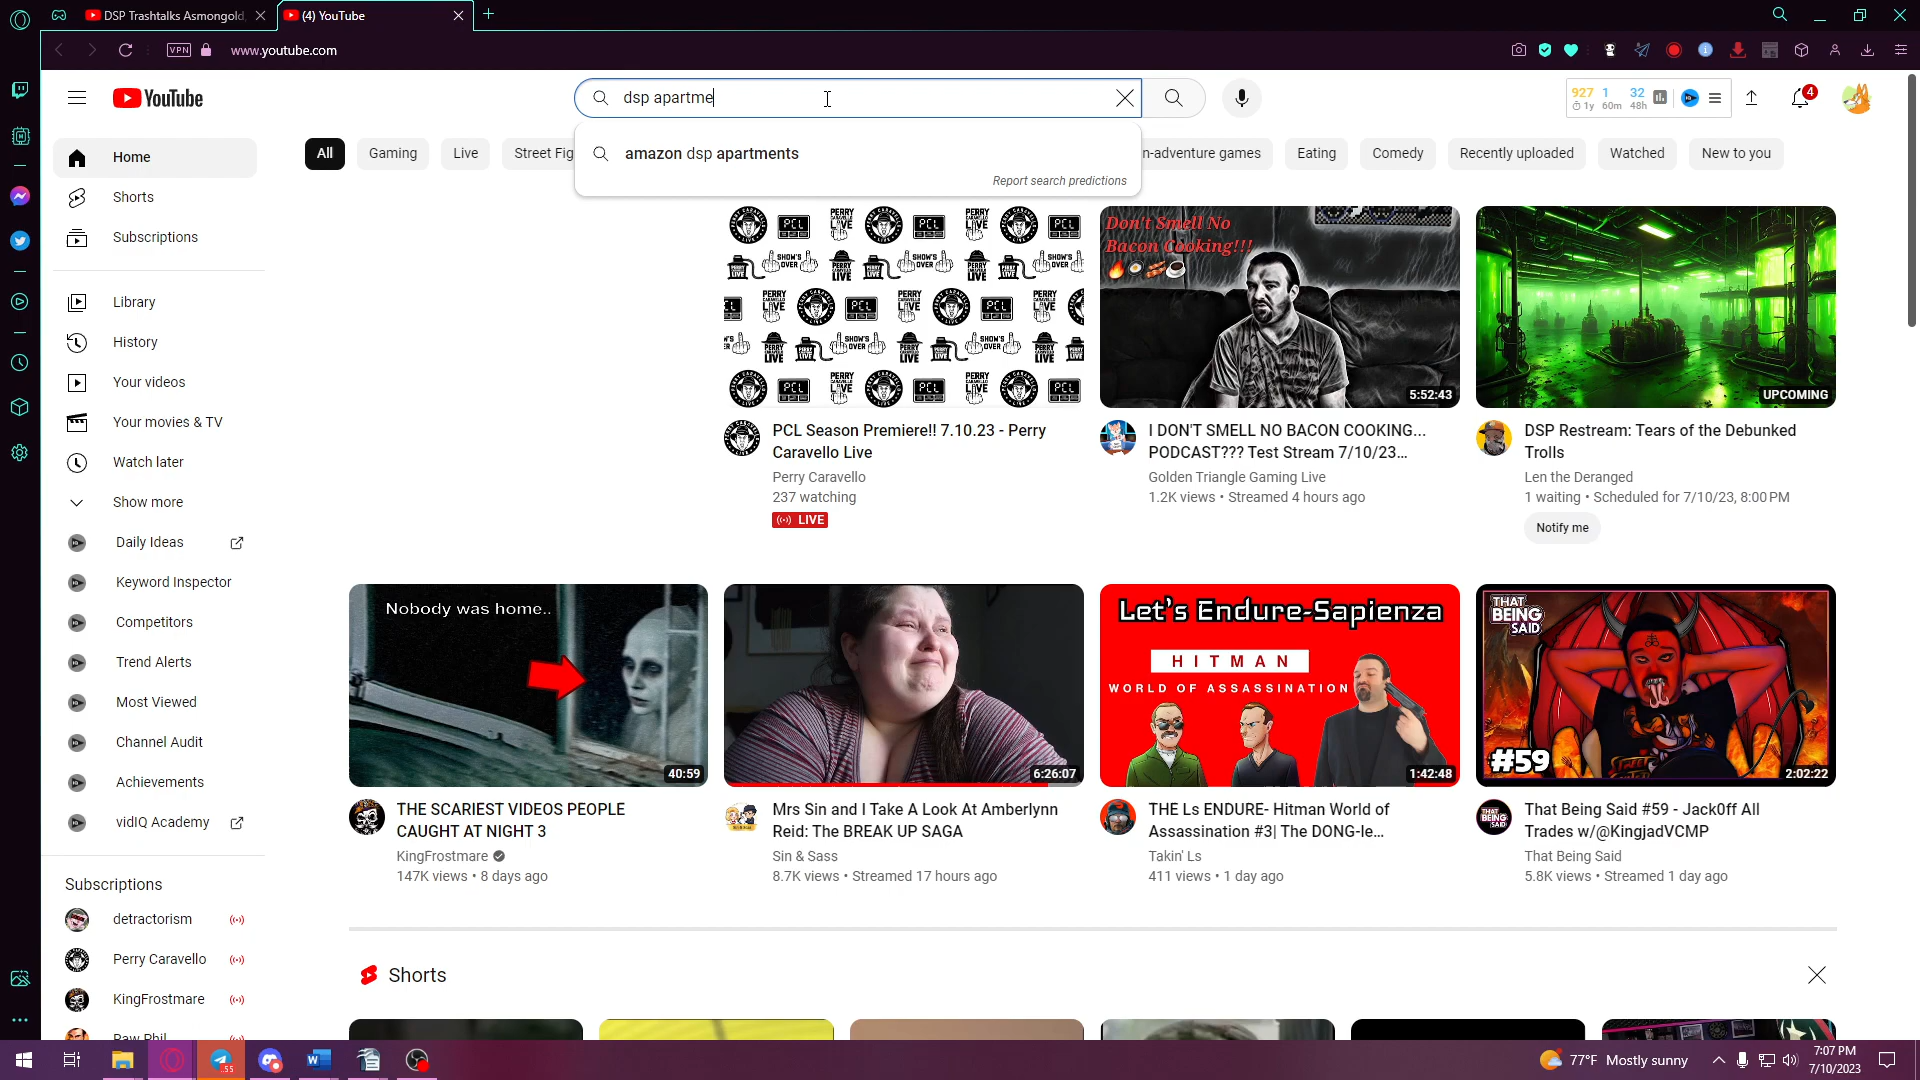 DSP Trashtalks Asmongold,
(4) YouTube
VPN
www.youtube.com
YouTube
dsp apartme
927 1 32
1y 60m 48h
4
amazon dsp apartments
Report search predictions
All
Gaming
Live
Street Fig
n-adventure games
Eating
Comedy
Recently uploaded
Watched
New to you
Home
Shorts
Subscriptions
Library
History
Your videos
Your movies & TV
Watch later
Show more
Daily Ideas
Keyword Inspector
Competitors
Trend Alerts
Most Viewed
Channel Audit
Achievements
vidIQ Academy
Subscriptions
detractorism
Perry Caravello
KingFrostmare
Paw Phil
PCL Season Premiere!! 7.10.23 - Perry
Caravello Live
Perry Caravello
237 watching
LIVE
Don't Smell No
Bacon Cooking!!!
5:52:43
I DON'T SMELL NO BACON COOKING...
PODCAST??? Test Stream 7/10/23...
Golden Triangle Gaming Live
1.2K views • Streamed 4 hours ago
UPCOMING
DSP Restream: Tears of the Debunked
Trolls
Len the Deranged
1 waiting • Scheduled for 7/10/23, 8:00 PM
Notify me
Nobody was home..
40:59
THE SCARIEST VIDEOS PEOPLE
CAUGHT AT NIGHT 3
KingFrostmare
147K views • 8 days ago
6:26:07
Mrs Sin and I Take A Look At Amberlynn
Reid: The BREAK UP SAGA
Sin & Sass
8.7K views • Streamed 17 hours ago
Let's Endure-Sapienza
HITMAN
WORLD OF ASSASSINATION
1:42:48
THE Ls ENDURE- Hitman World of
Assassination #3| The DONG-le...
Takin' Ls
411 views • 1 day ago
THAT
BEING
SAID
#59
2:02:22
That Being Said #59 - Jack0ff All
Trades w/@KingjadVCMP
That Being Said
5.8K views • Streamed 1 day ago
Shorts
77°F Mostly sunny
7:07 PM
7/10/2023